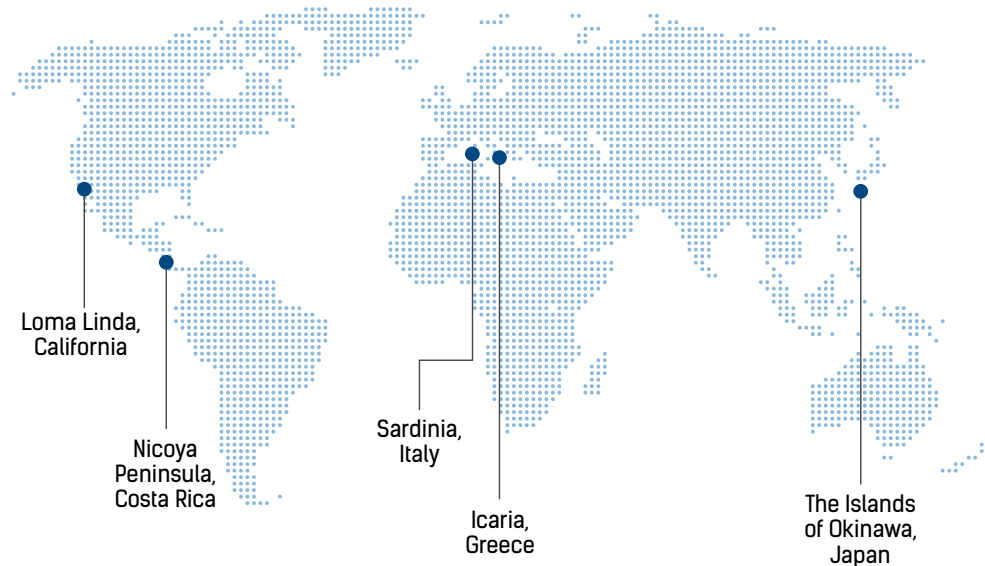 Loma Linda,
California
Nicoya
Peninsula,
Costa Rica
Sardinia,
Italy
Icaria,
Greece
The Islands
of Okinawa,
Japan